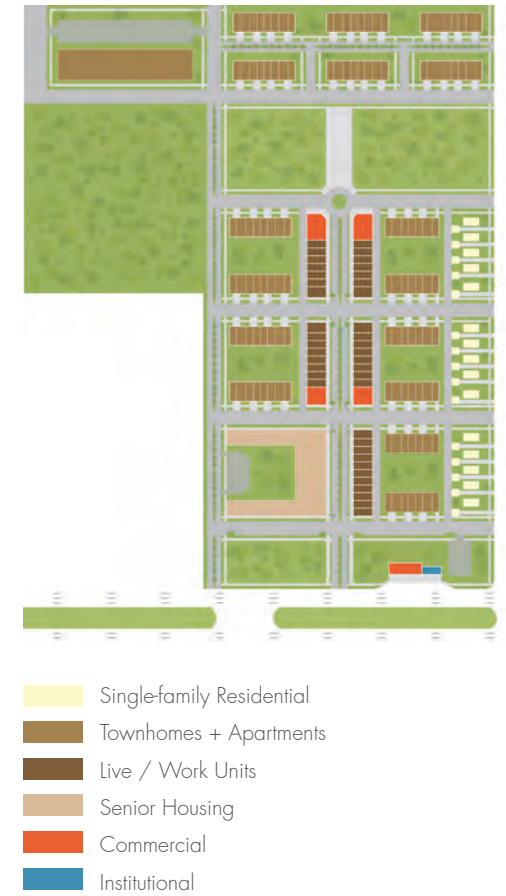 Single-family Residential
Townhomes + Apartments
Live / Work Units
Senior Housing
Commercial
Institutional